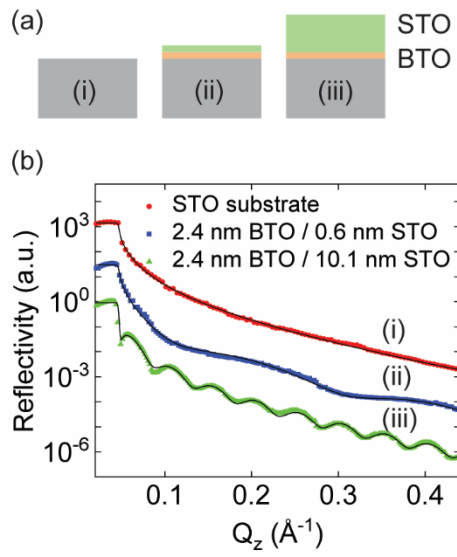 (a)
STO
BTO
(i)
(ii)
(iii)
(b)
Reflectivity (a.u.)
10³
10⁰
10⁻³
10⁻⁶
STO substrate
2.4 nm BTO / 0.6 nm STO
2.4 nm BTO / 10.1 nm STO
(i)
(ii)
(iii)
0.1
0.2
0.3
0.4
Q_z (Å⁻¹)